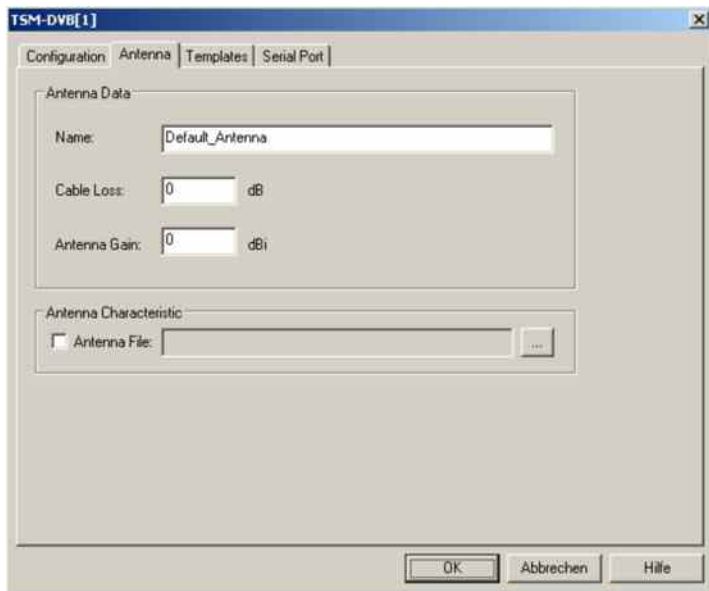 TSM-DVB[1]
Configuration Antenna Templates Serial Port
Antenna Data
Name: Default_Antenna
Cable Loss: 0 dB
Antenna Gain: 0 dBi
Antenna Characteristic
Antenna File: ...
OK Abbrechen Hilfe